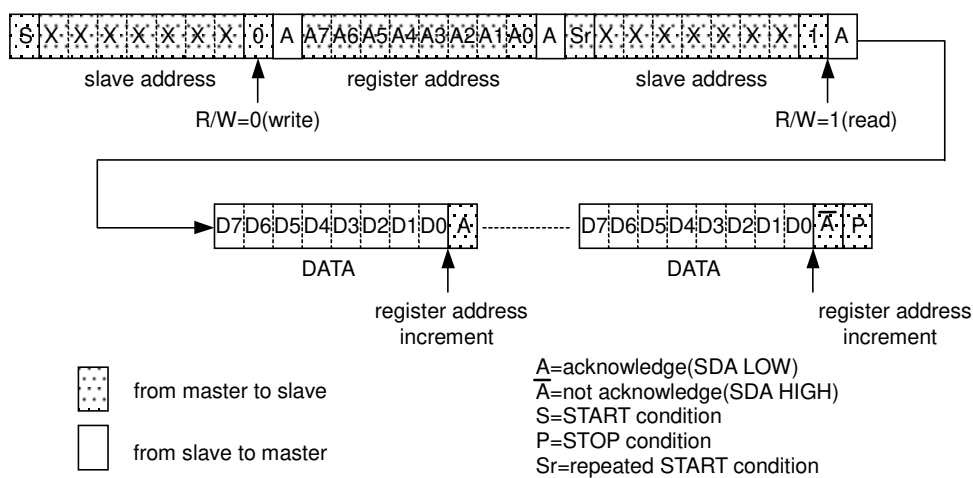 S X X X X X X X 0 A A7 A6 A5 A4 A3 A2 A1 A0 A Sr X X X X X X X 1 A
slave address register address slave address
R/W=0(write) R/W=1(read)
D7 D6 D5 D4 D3 D2 D1 D0 A D7 D6 D5 D4 D3 D2 D1 D0 A̅ P
DATA DATA
register address register address
increment increment
A=acknowledge(SDA LOW)
from master to slave A̅=not acknowledge(SDA HIGH)
S=START condition
P=STOP condition
from slave to master
Sr=repeated START condition